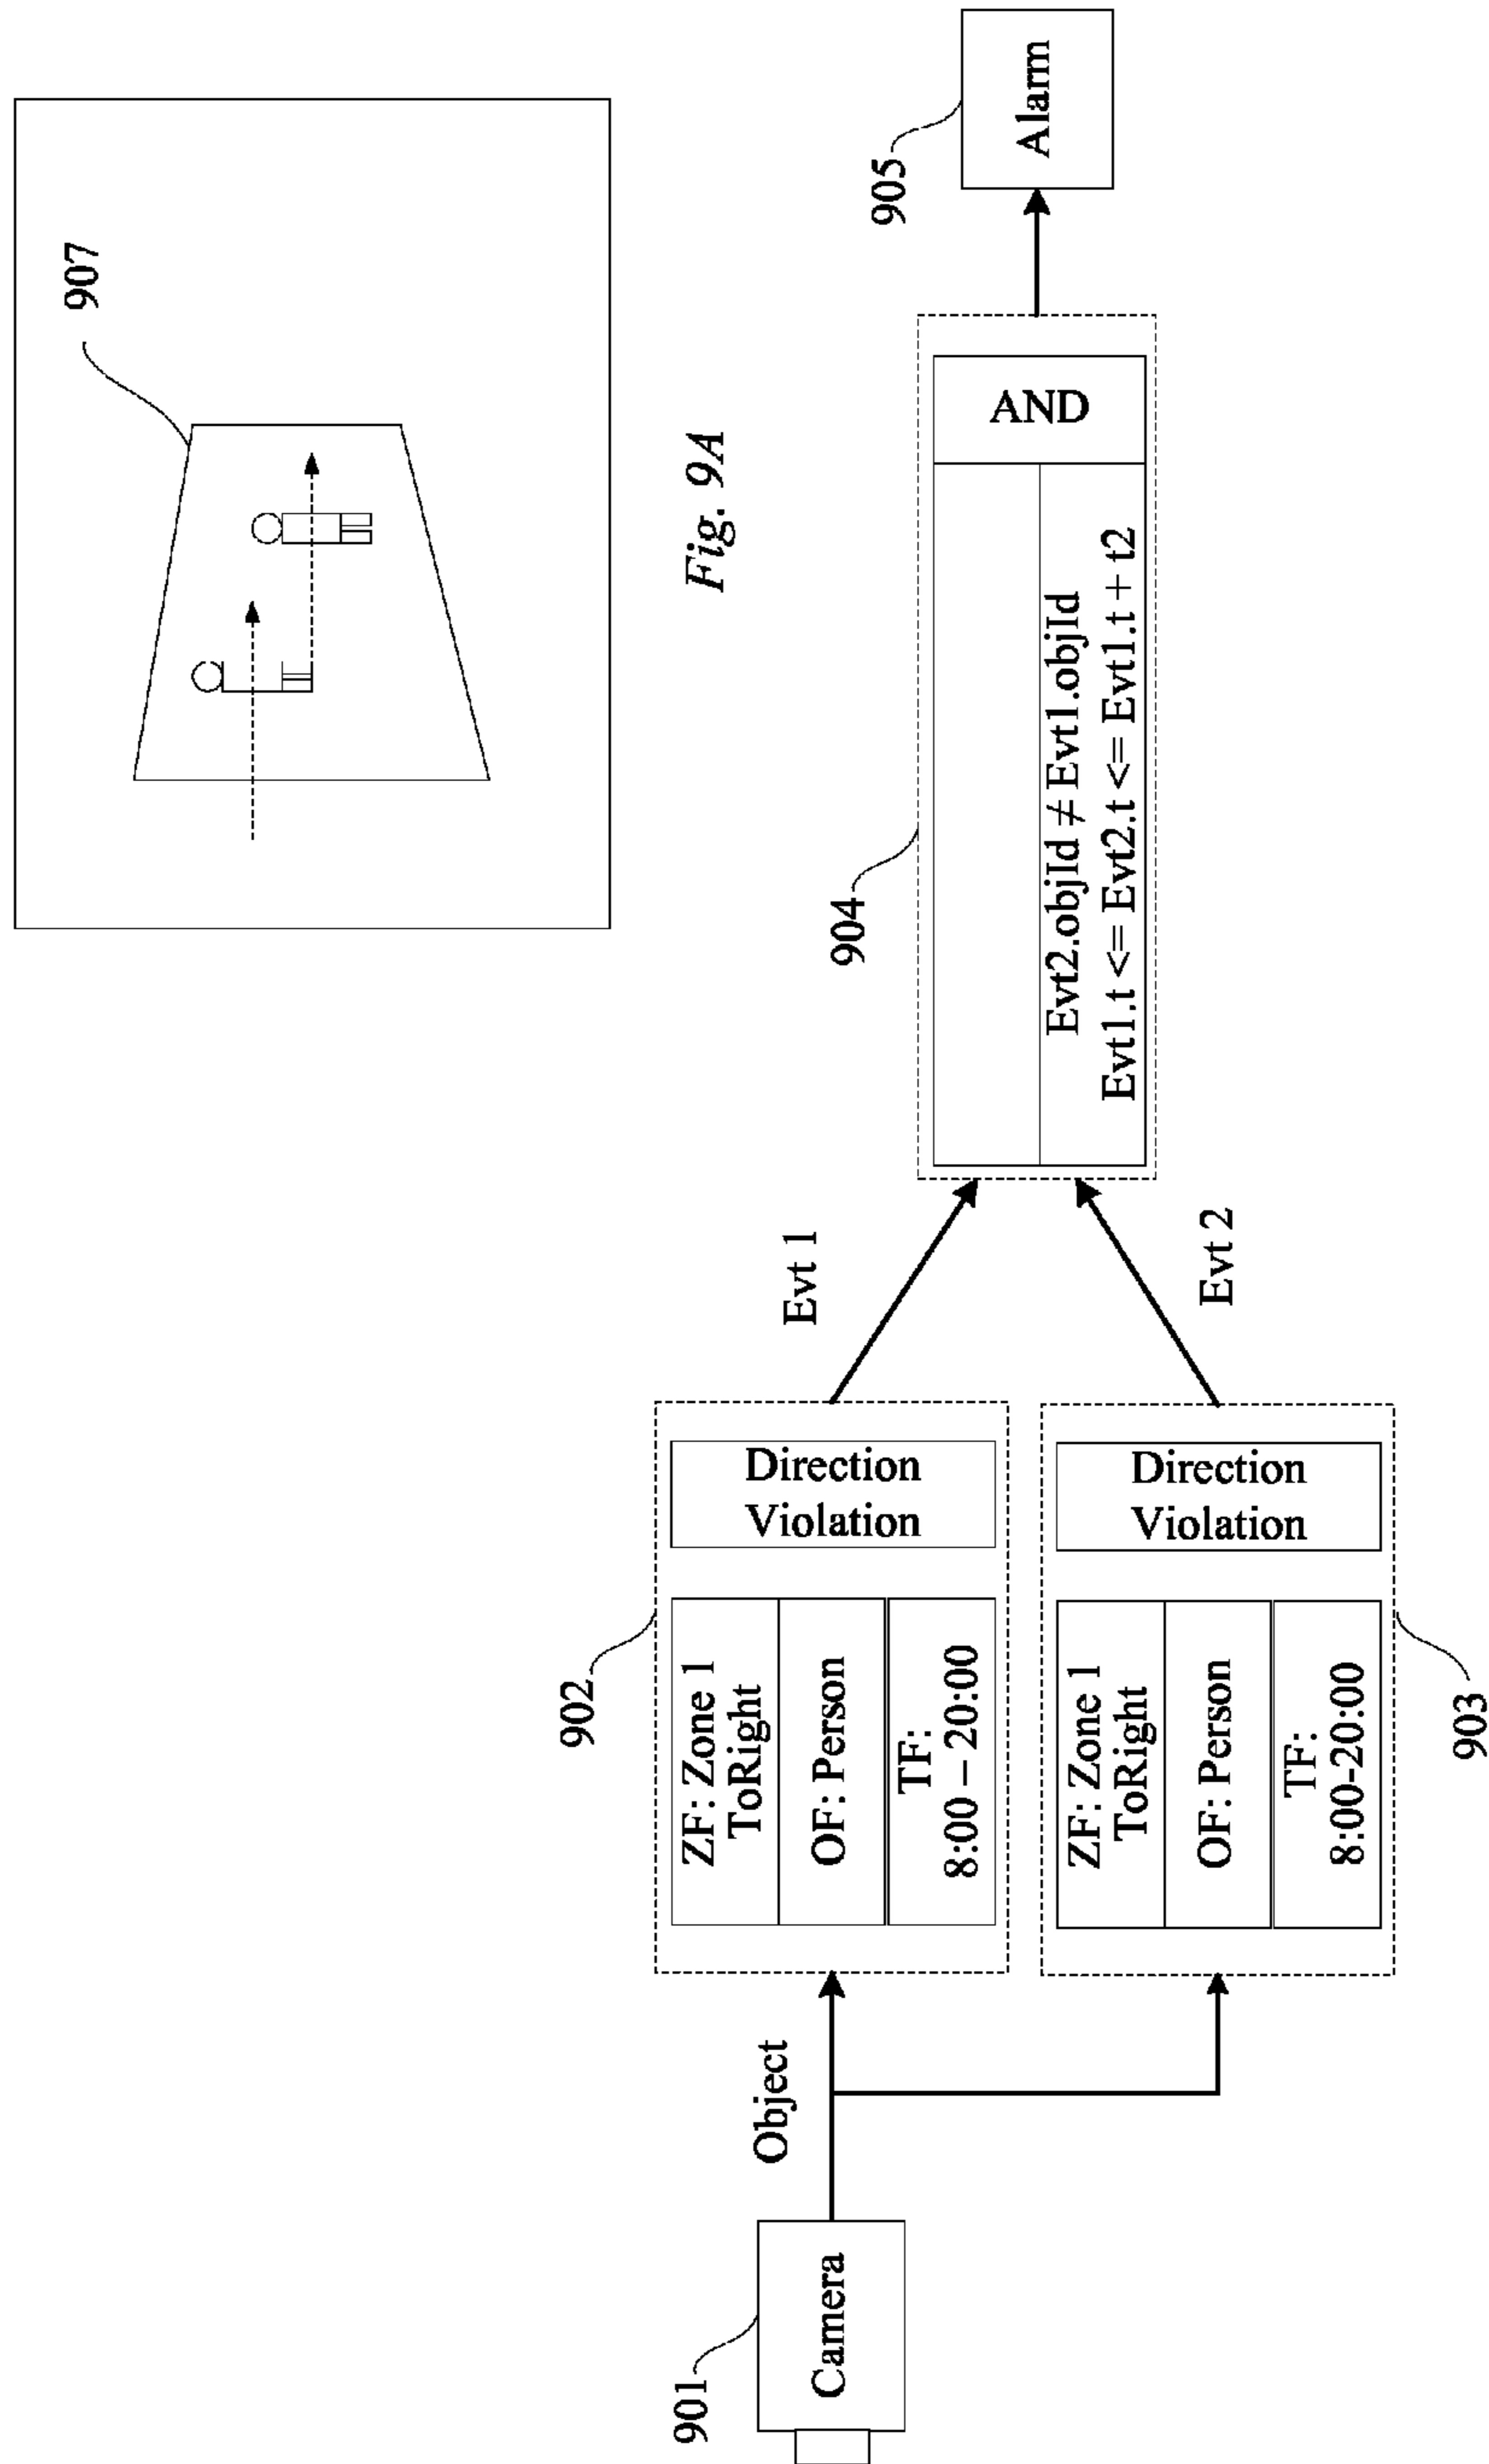 907
Fig. 9A
901
Camera
Object
902
ZF: Zone 1
ToRight
OF: Person
TF:
8:00 – 20:00
Direction
Violation
903
ZF: Zone 1
ToRight
OF: Person
TF:
8:00-20:00
Direction
Violation
Evt 1
Evt 2
904
Evt2.objId ≠ Evt1.objId
Evt1.t <= Evt2.t <= Evt1.t + t2
AND
905
Alarm